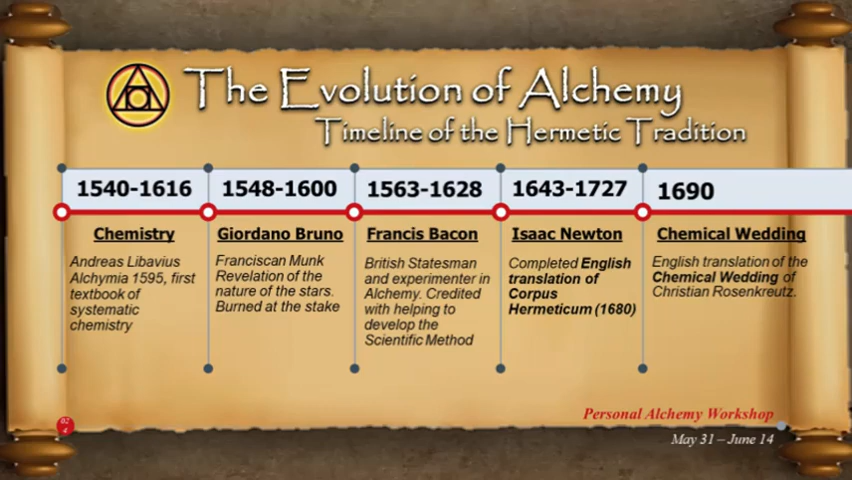 The Evolution of Alchemy
Timeline of the Hermetic Tradition
1540-1616
Chemistry
Andreas Libavius
Alchymia 1595, first
textbook of
systematic
chemistry
1548-1600
Giordano Bruno
Franciscan Munk
Revelation of the
nature of the stars.
Burned at the stake
1563-1628
Francis Bacon
British Statesman
and experimenter in
Alchemy. Credited
with helping to
develop the
Scientific Method
1643-1727
Isaac Newton
Completed English
translation of
Corpus
Hermeticum (1680)
1690
Chemical Wedding
English translation of the
Chemical Wedding of
Christian Rosenkreutz.
02
4
Personal Alchemy Workshop
May 31 – June 14